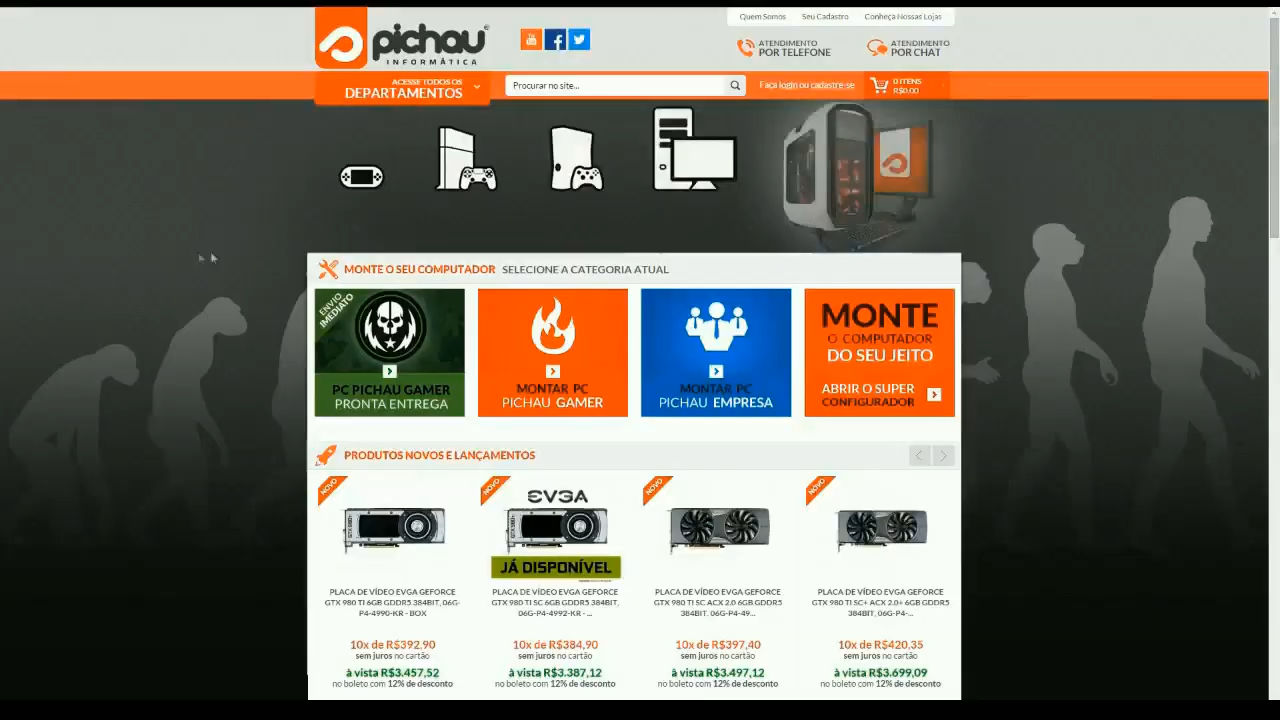 Quem Somos Seu Cadastro Conheça Nossas Lojas
pichau
INFORMÁTICA
You
ATENDIMENTO
POR TELEFONE
ATENDIMENTO
POR CHAT
ACESSE TODOS OS
DEPARTAMENTOS
Procurar no site...
Faça login ou cadastre-se
0 ITENS
R$0,00
MONTE O SEU COMPUTADOR SELECIONE A CATEGORIA ATUAL
ENVIO
IMEDIATO
PC PICHAU GAMER
PRONTA ENTREGA
MONTAR PC
PICHAU GAMER
MONTAR PC
PICHAU EMPRESA
MONTE
O COMPUTADOR
DO SEU JEITO
ABRIR O SUPER
CONFIGURADOR
PRODUTOS NOVOS E LANÇAMENTOS
NOVO
PLACA DE VÍDEO EVGA GEFORCE
GTX 980 TI 6GB GDDR5 384BIT, 06G-
P4-4990-KR - BOX
10x de R$392,90
sem juros no cartão
à vista R$3.457,52
no boleto com 12% de desconto
NOVO
EVGA
JÁ DISPONÍVEL
PLACA DE VÍDEO EVGA GEFORCE
GTX 980 TI SC 6GB GDDR5 384BIT,
06G-P4-4992-KR - ...
10x de R$384,90
sem juros no cartão
à vista R$3.387,12
no boleto com 12% de desconto
NOVO
PLACA DE VÍDEO EVGA GEFORCE
GTX 980 TI SC ACX 2.0 6GB GDDR5
384BIT, 06G-P4-49...
10x de R$397,40
sem juros no cartão
à vista R$3.497,12
no boleto com 12% de desconto
NOVO
PLACA DE VÍDEO EVGA GEFORCE
GTX 980 TI SC+ ACX 2.0+ 6GB GDDR5
384BIT, 06G-P4-...
10x de R$420,35
sem juros no cartão
à vista R$3.699,09
no boleto com 12% de desconto